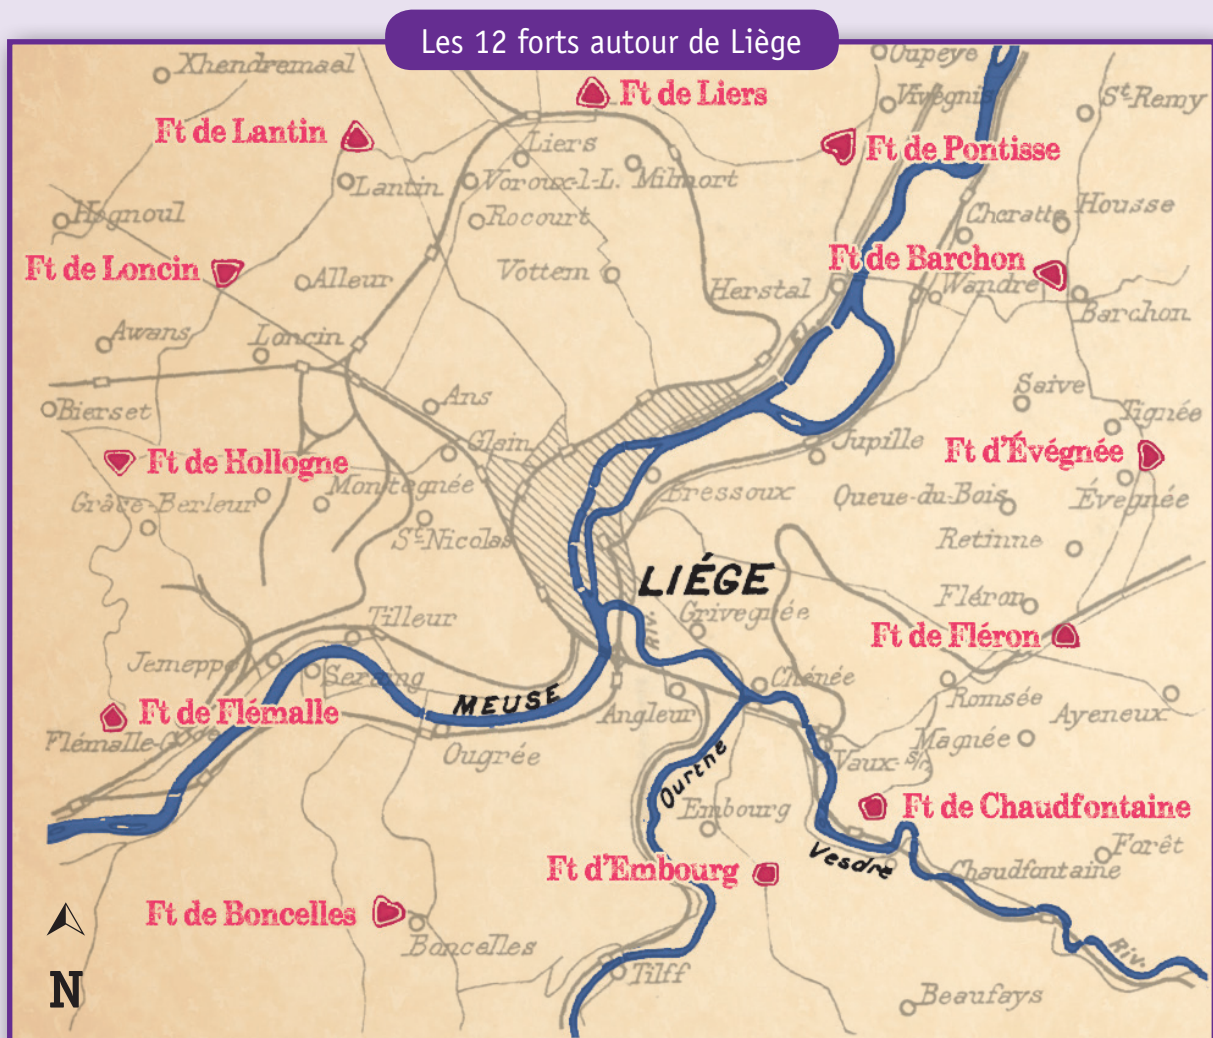 Les 12 forts autour de Liège
Oupeye
Xhendremael
Ft de Liers
Vivegnis
St-Remy
Ft de Lantin
Liers
Ft de Pontisse
Lantin
Voroux-l-L.
Milmort
Hognoul
Rocourt
Cheratte
Housse
Ft de Loncin
Alleur
Vottem
Ft de Barchon
Herstal
Wandre
Barchon
Awans
Loncin
Bierset
Ans
Saive
Tignée
Glain
Jupille
Ft d'Évégnée
Ft de Hollogne
Montegnée
Bressoux
Queue-du-Bois
Évegnée
Grâce-Berleur
St-Nicolas
Retinne
LIÉGE
Fléron
Tilleur
Grivegnée
Ft de Fléron
Jemeppe
Seraing
MEUSE
Chénée
Romsée
Angleur
Ayeneux
Ft de Flémalle
Flémalle-
Ougrée
Magnée
Vaux-
Ourthe
Embourg
Ft de Chaudfontaine
Forêt
Ft d'Embourg
Vesdre
Chaudfontaine
Ft de Boncelles
Boncelles
Riv.
Tilff
N
Beaufays